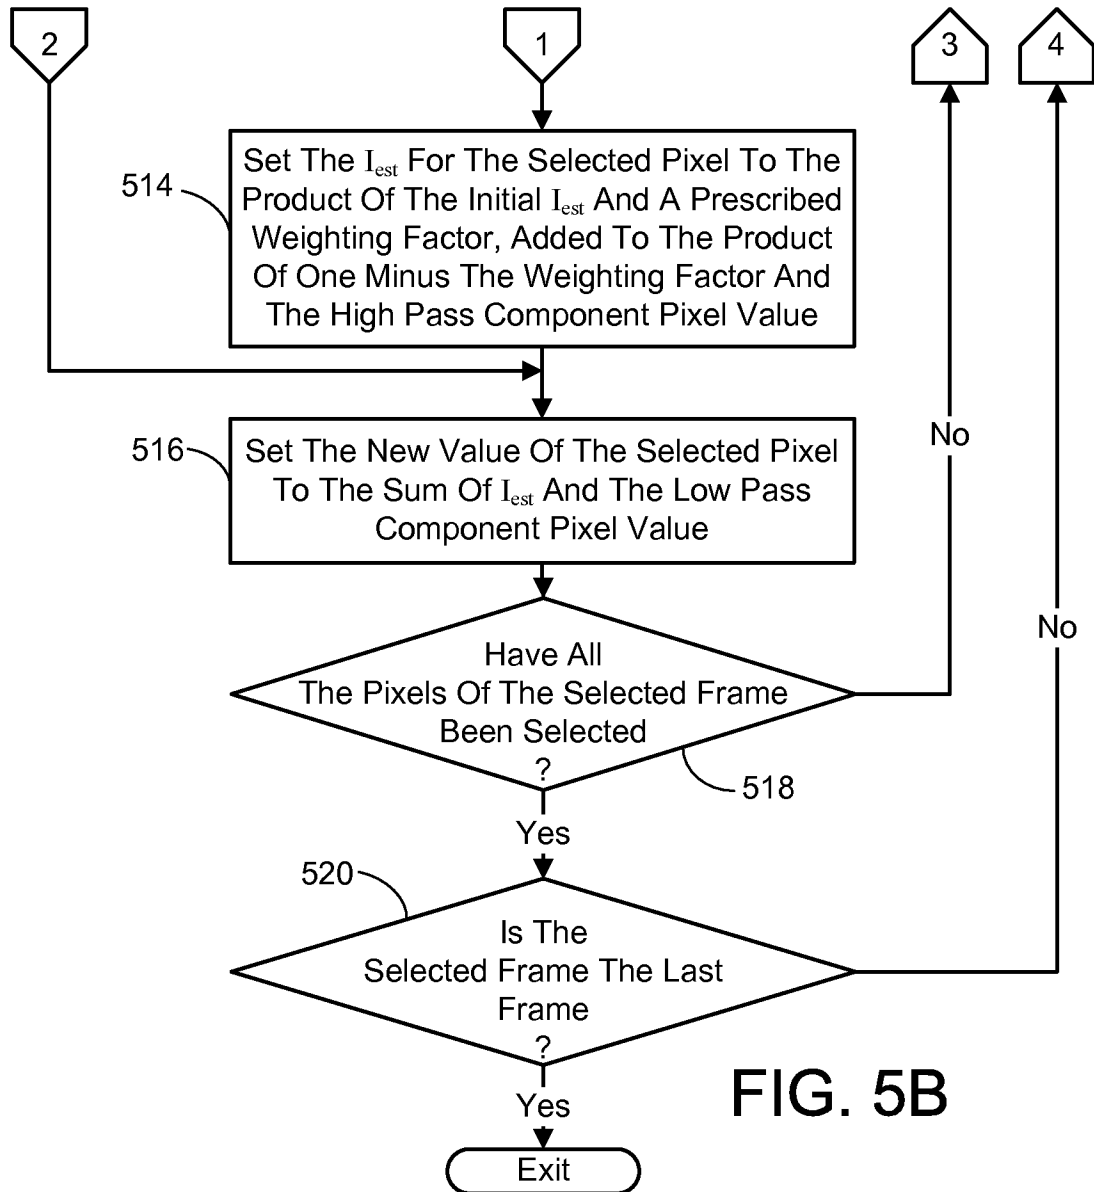 2
1
3
4
514
Set The Iest For The Selected Pixel To The
Product Of The Initial Iest And A Prescribed
Weighting Factor, Added To The Product
Of One Minus The Weighting Factor And
The High Pass Component Pixel Value
516
Set The New Value Of The Selected Pixel
To The Sum Of Iest And The Low Pass
Component Pixel Value
No
No
Have All
The Pixels Of The Selected Frame
Been Selected
?
518
Yes
520
Is The
Selected Frame The Last
Frame
?
Yes
FIG. 5B
Exit